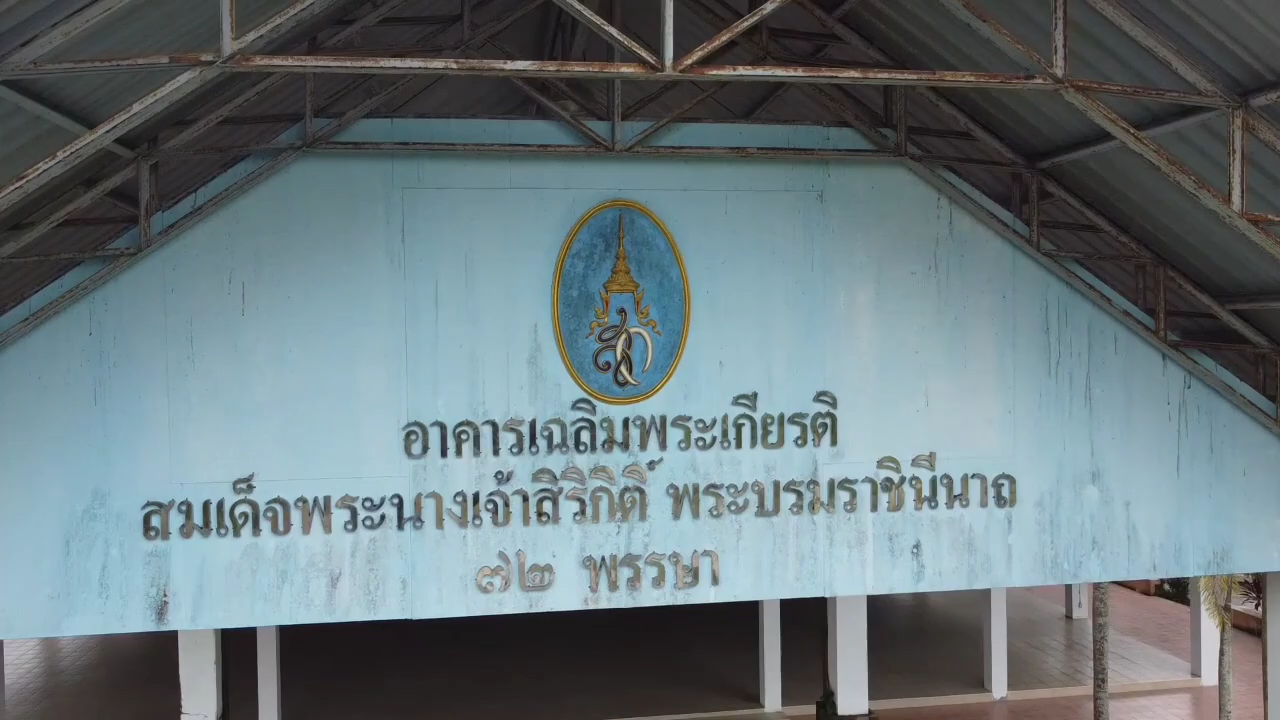 อาคารเฉลิมพระเกียรติ
สมเด็จพระนางเจ้าสิริกิติ์ พระบรมราชินีนาถ
๗๒ พรรษา